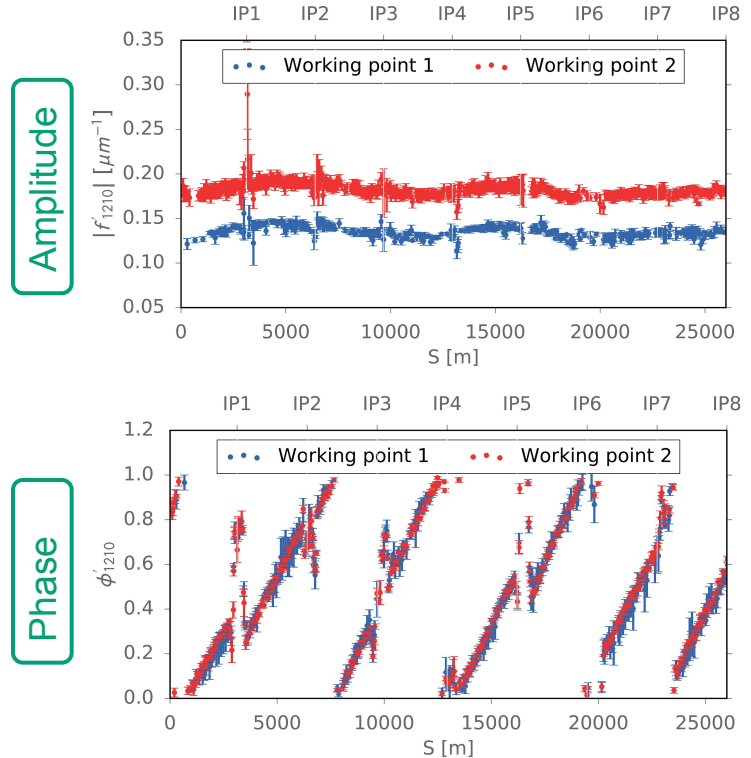 Amplitude
IP1 IP2 IP3 IP4 IP5 IP6 IP7 IP8
Working point 1 Working point 2
|f'1210| [μm−1]
0.35
0.30
0.25
0.20
0.15
0.10
0.05
0 5000 10000 15000 20000 25000
S [m]
Phase
IP1 IP2 IP3 IP4 IP5 IP6 IP7 IP8
Working point 1 Working point 2
ϕ'1210
1.2
1.0
0.8
0.6
0.4
0.2
0.0
0 5000 10000 15000 20000 25000
S [m]